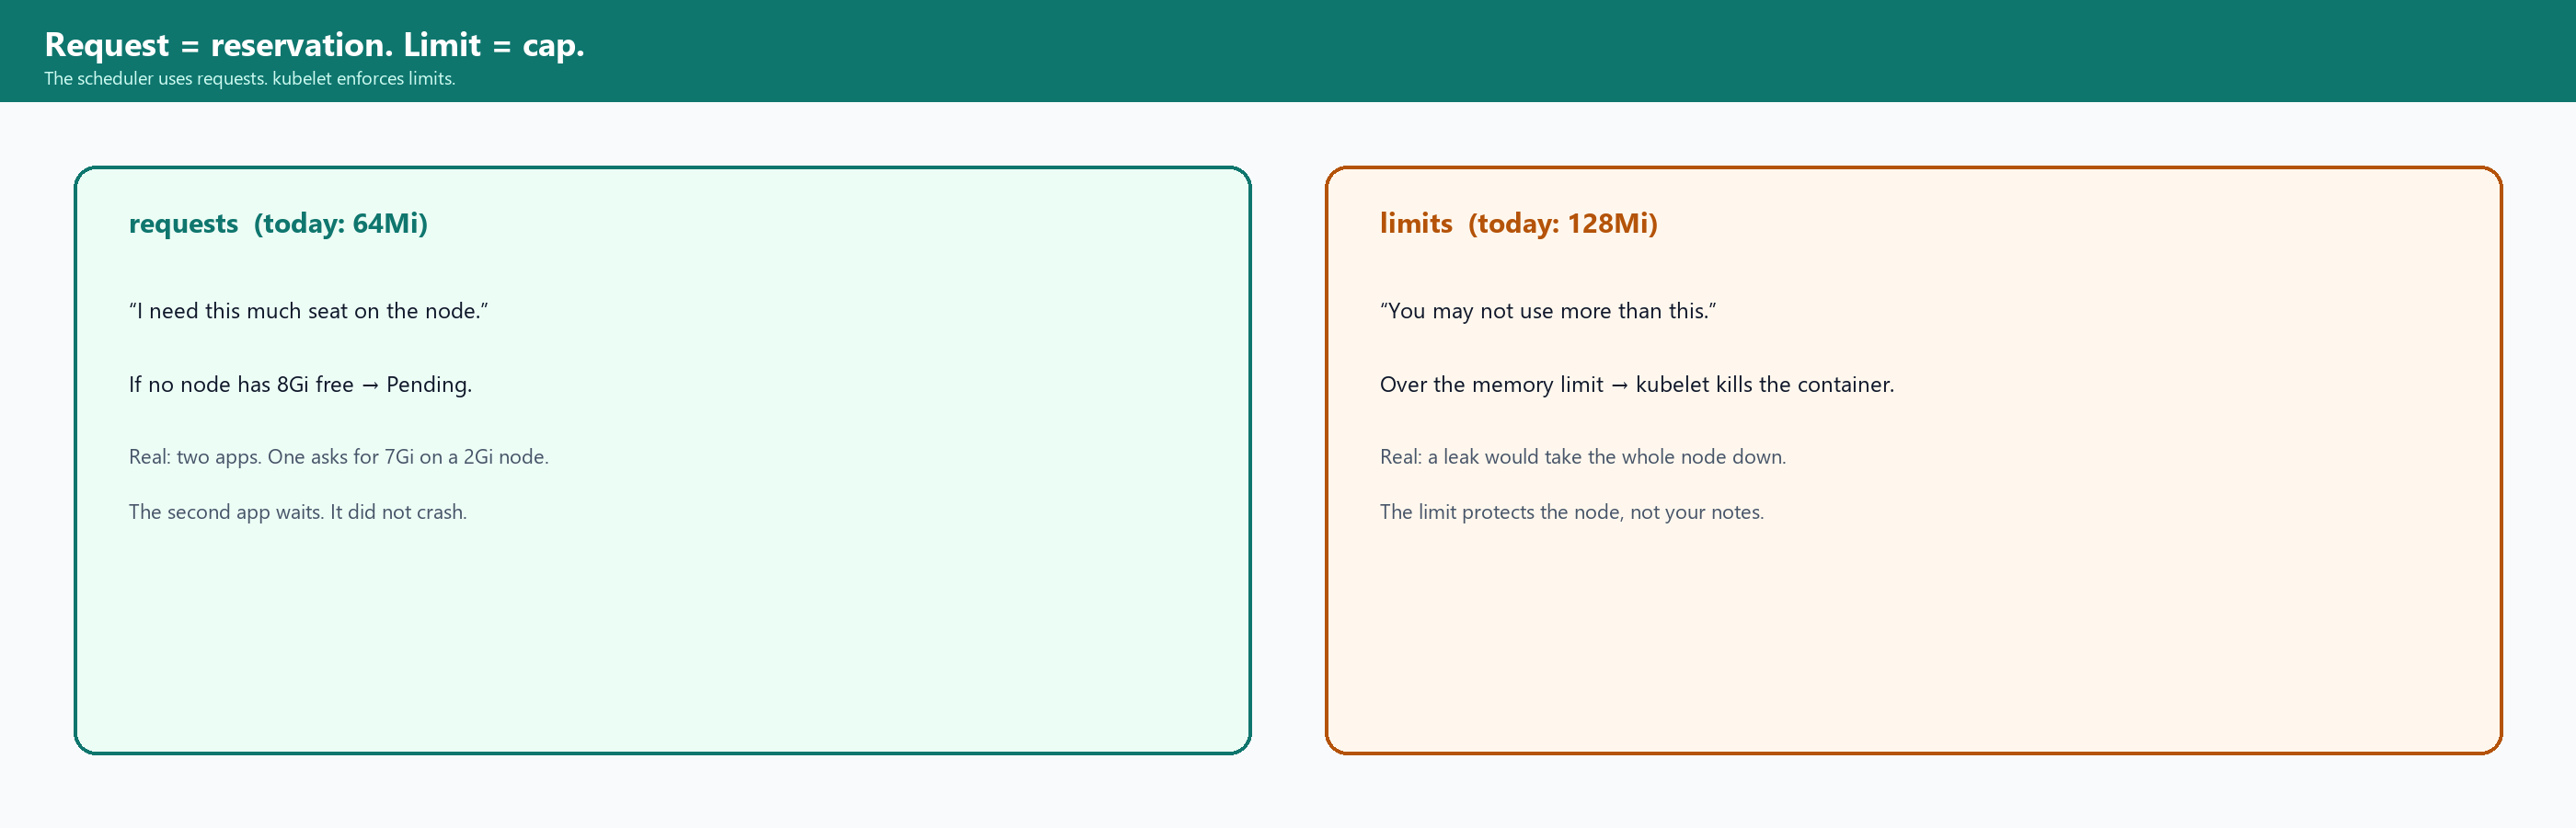 Request = reservation. Limit = cap.
The scheduler uses requests. kubelet enforces limits.
requests (today: 64Mi)
“I need this much seat on the node.”
If no node has 8Gi free → Pending.
Real: two apps. One asks for 7Gi on a 2Gi node.
The second app waits. It did not crash.
limits (today: 128Mi)
“You may not use more than this.”
Over the memory limit → kubelet kills the container.
Real: a leak would take the whole node down.
The limit protects the node, not your notes.